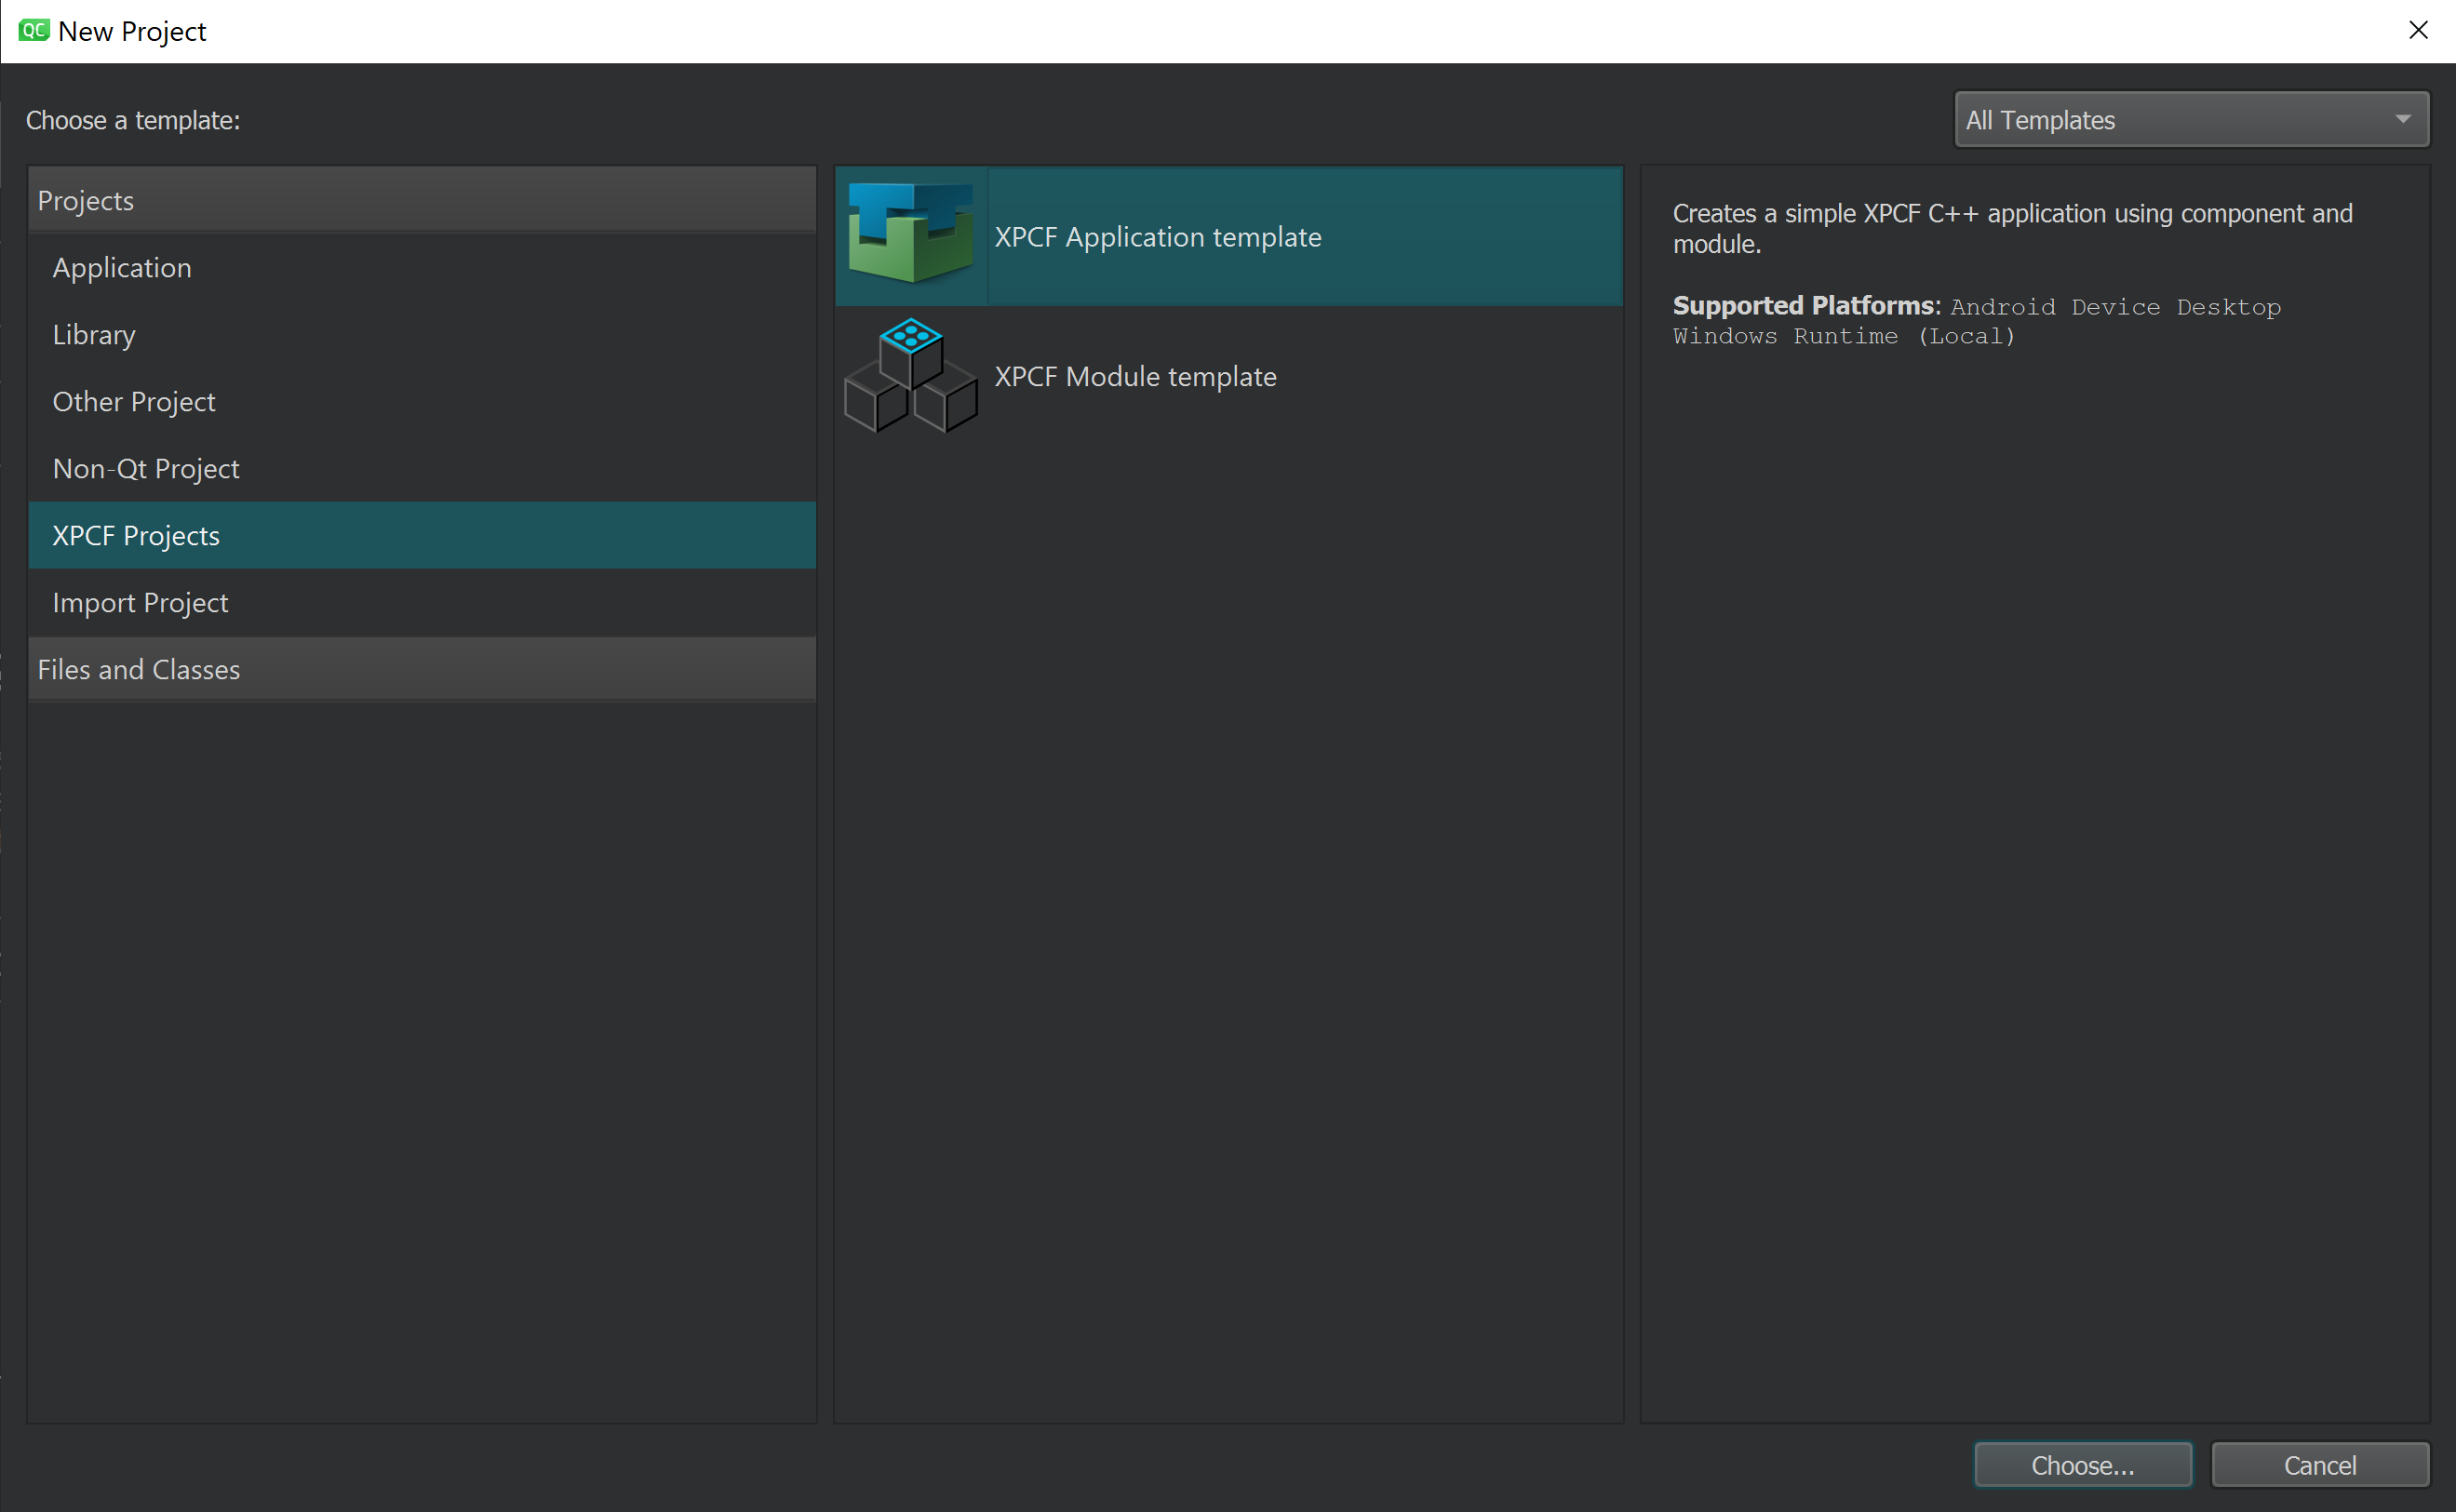 QC New Project
Choose a template:
All Templates
Projects
Application
Library
Other Project
Non-Qt Project
XPCF Projects
Import Project
Files and Classes
XPCF Application template
XPCF Module template
Creates a simple XPCF C++ application using component and
module.
Supported Platforms: Android Device Desktop
Windows Runtime (Local)
Choose...
Cancel